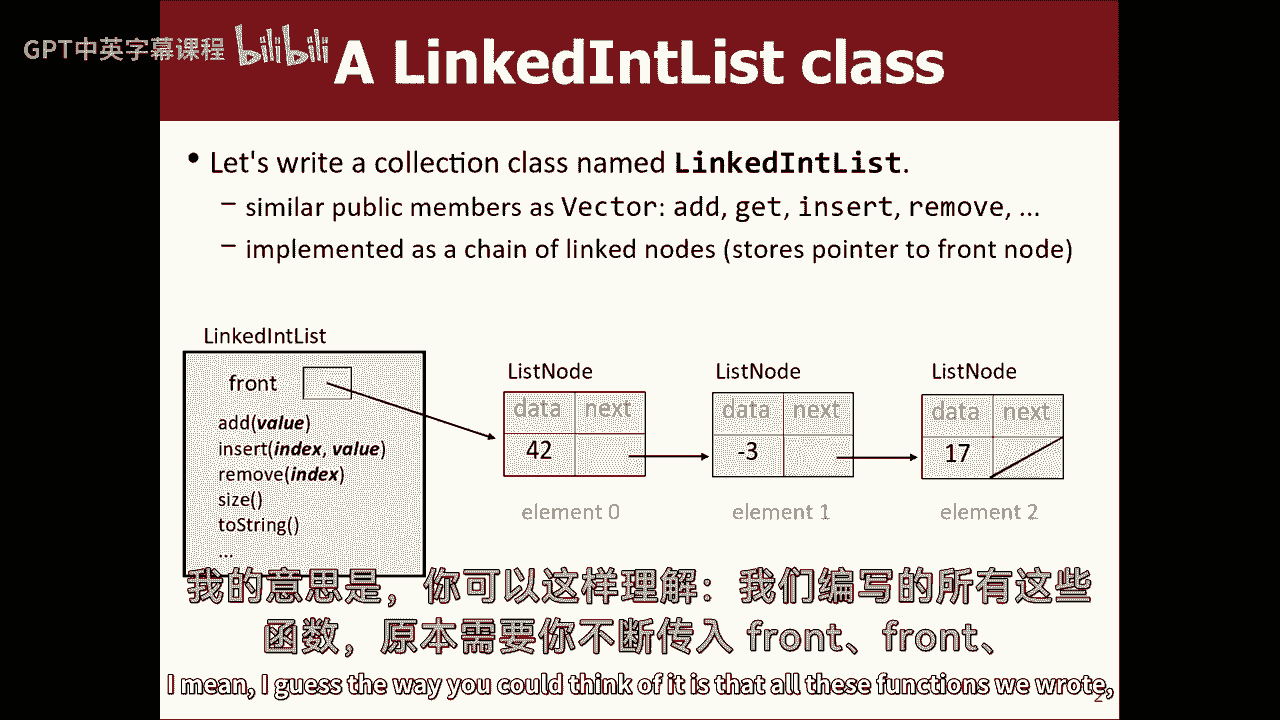 GPT中英字幕课程 bilibili
A LinkedIntList class
• Let's write a collection class named LinkedIntList.
– similar public members as Vector: add, get, insert, remove, ...
– implemented as a chain of linked nodes (stores pointer to front node)
LinkedIntList
front
add(value)
insert(index, value)
remove(index)
size()
toString()
...
ListNode
data next
42
element 0
ListNode
data next
-3
element 1
ListNode
data next
17
element 2
我的意思是，你可以这样理解：我们编写的所有这些
函数，原本需要你不断传入 front、front、
I mean, I guess the way you could think of it is that all these functions we wrote,
2